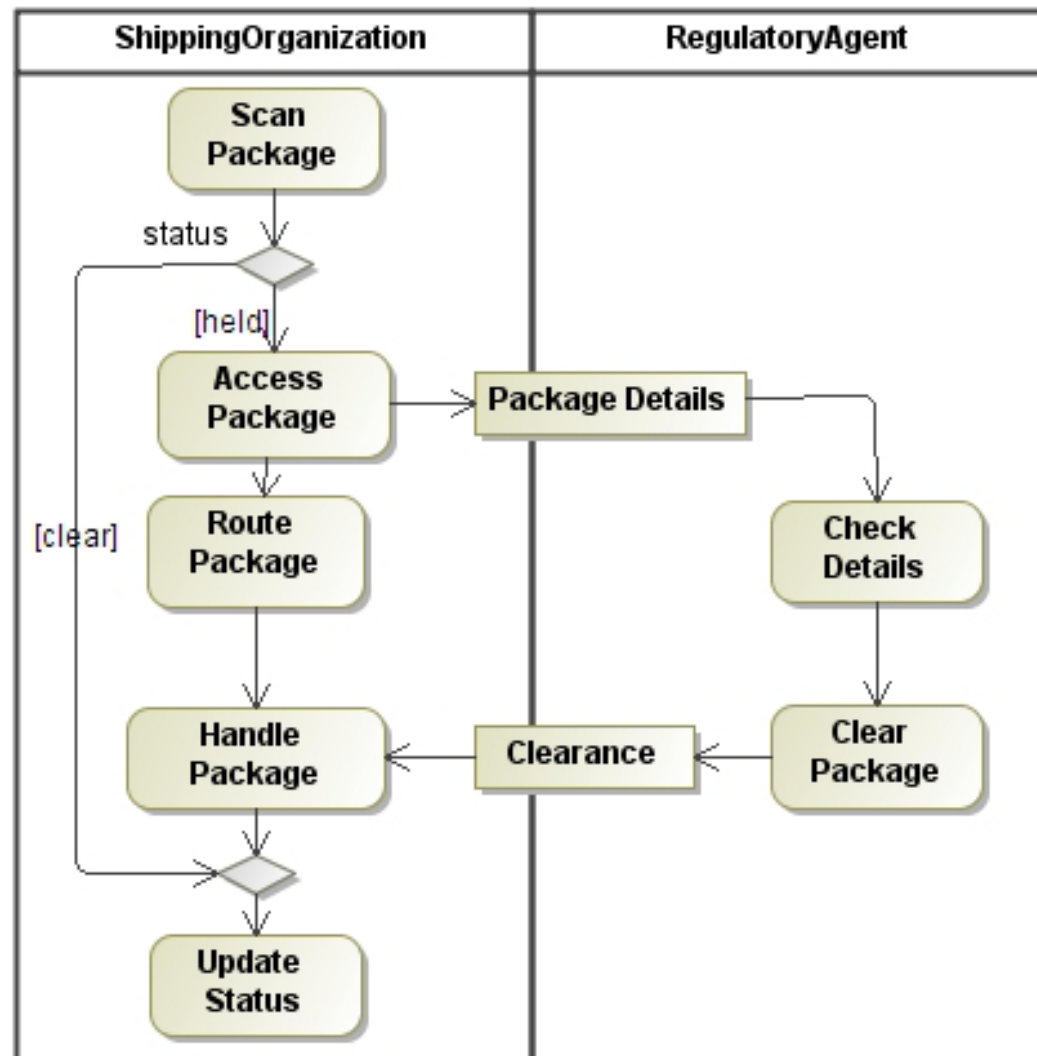 ShippingOrganization
RegulatoryAgent
Scan
Package
status
[held]
Access
Package
Package Details
Route
Package
[clear]
Check
Details
Handle
Package
Clearance
Clear
Package
Update
Status